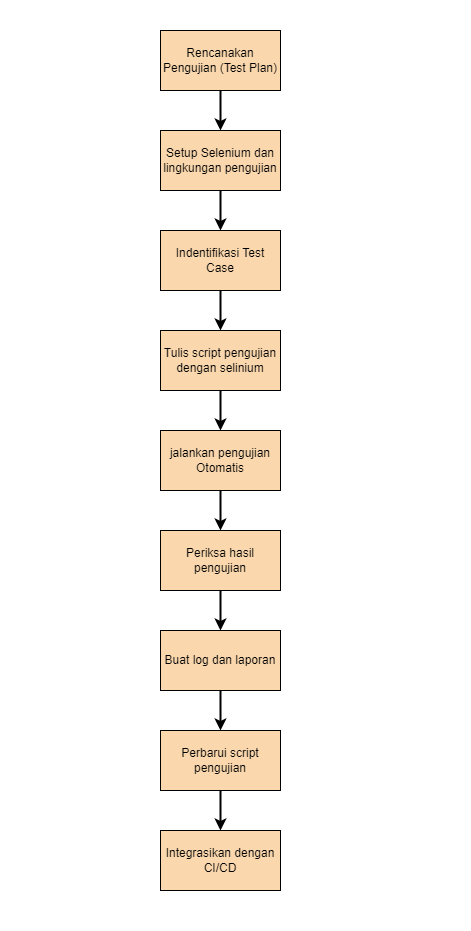 Rencanakan
Pengujian (Test Plan)
Setup Selenium dan
lingkungan pengujian
Indentifikasi Test
Case
Tulis script pengujian
dengan selinium
jalankan pengujian
Otomatis
Periksa hasil
pengujian
Buat log dan laporan
Perbarui script
pengujian
Integrasikan dengan
CI/CD